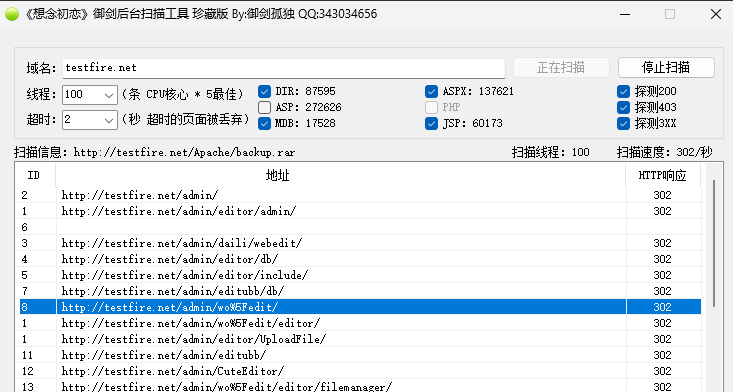 《想念初恋》御剑后台扫描工具 珍藏版 By:御剑孤独 QQ:343034656
域名: testfire.net 正在扫描 停止扫描
线程: 100 (条 CPU核心 * 5最佳) DIR: 87595 ASPX: 137621 探测200
ASP: 272626 PHP 探测403
超时: 2 (秒 超时的页面被丢弃) MDB: 17528 JSP: 60173 探测3XX
扫描信息: http://testfire.net/Apache/backup.rar 扫描线程: 100 扫描速度: 302/秒
ID 地址 HTTP响应
2 http://testfire.net/admin/ 302
1 http://testfire.net/admin/editor/admin/ 302
6
3 http://testfire.net/admin/daili/webedit/ 302
4 http://testfire.net/admin/editor/db/ 302
5 http://testfire.net/admin/editor/include/ 302
7 http://testfire.net/admin/editubb/db/ 302
8 http://testfire.net/admin/wo%5Fedit/ 302
1 http://testfire.net/admin/wo%5Fedit/editor/ 302
1 http://testfire.net/admin/editor/UploadFile/ 302
11 http://testfire.net/admin/editubb/ 302
12 http://testfire.net/admin/CuteEditor/ 302
13 http://testfire.net/admin/wo%5Fedit/editor/filemanager/ 302